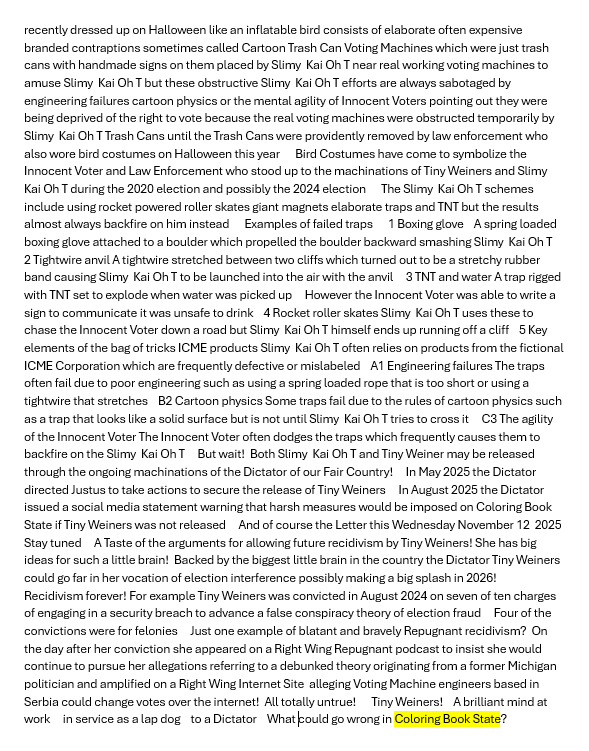 recently dressed up on Halloween like an inflatable bird consists of elaborate often expensive
branded contraptions sometimes called Cartoon Trash Can Voting Machines which were just trash
cans with handmade signs on them placed by Slimy Kai Oh T near real working voting machines to
amuse Slimy Kai Oh T but these obstructive Slimy Kai Oh T efforts are always sabotaged by
engineering failures cartoon physics or the mental agility of Innocent Voters pointing out they were
being deprived of the right to vote because the real voting machines were obstructed temporarily by
Slimy Kai Oh T Trash Cans until the Trash Cans were providently removed by law enforcement who
also wore bird costumes on Halloween this year Bird Costumes have come to symbolize the
Innocent Voter and Law Enforcement who stood up to the machinations of Tiny Weiners and Slimy
Kai Oh T during the 2020 election and possibly the 2024 election The Slimy Kai Oh T schemes
include using rocket powered roller skates giant magnets elaborate traps and TNT but the results
almost always backfire on him instead Examples of failed traps 1 Boxing glove A spring loaded
boxing glove attached to a boulder which propelled the boulder backward smashing Slimy Kai Oh T
2 Tightwire anvil A tightwire stretched between two cliffs which turned out to be a stretchy rubber
band causing Slimy Kai Oh T to be launched into the air with the anvil 3 TNT and water A trap rigged
with TNT set to explode when water was picked up However the Innocent Voter was able to write a
sign to communicate it was unsafe to drink 4 Rocket roller skates Slimy Kai Oh T uses these to
chase the Innocent Voter down a road but Slimy Kai Oh T himself ends up running off a cliff 5 Key
elements of the bag of tricks ICME products Slimy Kai Oh T often relies on products from the fictional
ICME Corporation which are frequently defective or mislabeled A1 Engineering failures The traps
often fail due to poor engineering such as using a spring loaded rope that is too short or using a
tightwire that stretches B2 Cartoon physics Some traps fail due to the rules of cartoon physics such
as a trap that looks like a solid surface but is not until Slimy Kai Oh T tries to cross it C3 The agility
of the Innocent Voter The Innocent Voter often dodges the traps which frequently causes them to
backfire on the Slimy Kai Oh T But wait! Both Slimy Kai Oh T and Tiny Weiner may be released
through the ongoing machinations of the Dictator of our Fair Country! In May 2025 the Dictator
directed Justus to take actions to secure the release of Tiny Weiners In August 2025 the Dictator
issued a social media statement warning that harsh measures would be imposed on Coloring Book
State if Tiny Weiners was not released And of course the Letter this Wednesday November 12 2025
Stay tuned A Taste of the arguments for allowing future recidivism by Tiny Weiners! She has big
ideas for such a little brain! Backed by the biggest little brain in the country the Dictator Tiny Weiners
could go far in her vocation of election interference possibly making a big splash in 2026!
Recidivism forever! For example Tiny Weiners was convicted in August 2024 on seven of ten charges
of engaging in a security breach to advance a false conspiracy theory of election fraud Four of the
convictions were for felonies Just one example of blatant and bravely Repugnant recidivism? On
the day after her conviction she appeared on a Right Wing Repugnant podcast to insist she would
continue to pursue her allegations referring to a debunked theory originating from a former Michigan
politician and amplified on a Right Wing Internet Site alleging Voting Machine engineers based in
Serbia could change votes over the internet! All totally untrue! Tiny Weiners! A brilliant mind at
work in service as a lap dog to a Dictator What could go wrong in Coloring Book State?